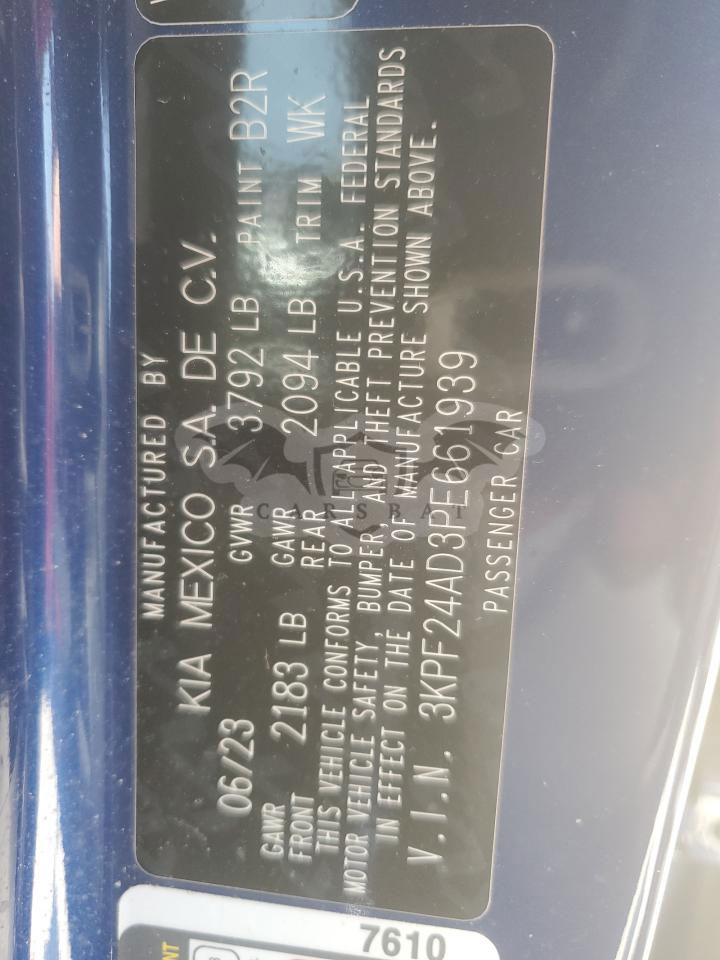 MANUFACTURED BY
KIA MEXICO S.A. DE C.V.
06/23 GVWR 3792 LB PAINT B2R
GAWR FRONT 2183 LB GAWR REAR 2094 LB TRIM WK
THIS VEHICLE CONFORMS TO ALL APPLICABLE U.S.A. FEDERAL
MOTOR VEHICLE SAFETY, BUMPER, AND THEFT PREVENTION STANDARDS
IN EFFECT ON THE DATE OF MANUFACTURE SHOWN ABOVE.
V.I.N. 3KPF24AD3PE661939
PASSENGER CAR
CARSBAT
7610